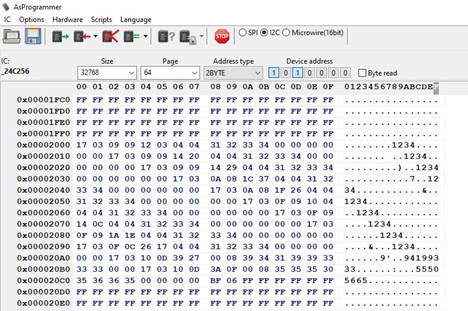 AsProgrammer
IC Options Hardware Scripts Language
STOP SPI I2C Microwire(16bit)
IC: Size Page Address type Device address
_24C256 32768 64 2BYTE 1 0 1 0 0 0 0 Byte read
00 01 02 03 04 05 06 07 08 09 0A 0B 0C 0D 0E 0F 0123456789ABCDEF
0x00001FC0 FF FF FF FF FF FF FF FF FF FF FF FF FF FF FF FF ................
0x00001FD0 FF FF FF FF FF FF FF FF FF FF FF FF FF FF FF FF ................
0x00001FE0 FF FF FF FF FF FF FF FF FF FF FF FF FF FF FF FF ................
0x00001FF0 FF FF FF FF FF FF FF FF FF FF FF FF FF FF FF FF ................
0x00002000 17 03 09 09 12 03 04 04 31 32 33 34 00 00 00 00 ........1234....
0x00002010 00 00 17 03 09 09 14 20 04 04 31 32 33 34 00 00 ....... ..1234..
0x00002020 00 00 00 00 17 03 09 09 14 29 04 04 31 32 33 34 .........)..1234
0x00002030 00 00 00 00 00 00 17 03 0A 08 1C 37 04 04 31 32 ...........7..12
0x00002040 33 34 00 00 00 00 00 00 17 03 0A 08 1F 26 04 04 34...........&..
0x00002050 31 32 33 34 00 00 00 00 00 00 17 03 0F 09 10 04 1234............
0x00002060 04 04 31 32 33 34 00 00 00 00 00 00 17 03 0F 09 ..1234..........
0x00002070 14 0C 04 04 31 32 33 34 00 00 00 00 00 00 17 03 ....1234........
0x00002080 0F 09 1A 1E 04 04 31 32 33 34 00 00 00 00 00 00 ......1234......
0x00002090 17 03 0F 0C 26 17 04 04 31 32 33 34 00 00 00 00 ....&...1234....
0x000020A0 00 00 17 03 10 0D 39 27 00 08 39 34 31 39 39 33 ......9'..941993
0x000020B0 33 33 00 00 00 17 03 10 0D 3A 0F 00 08 35 35 35 30 33.........5550
0x000020C0 35 36 36 35 00 00 00 00 BF 06 FF FF FF FF FF FF 5665............
0x000020D0 FF FF FF FF FF FF FF FF FF FF FF FF FF FF FF FF ................
0x000020E0 FF FF FF FF FF FF FF FF FF FF FF FF FF FF FF FF ................